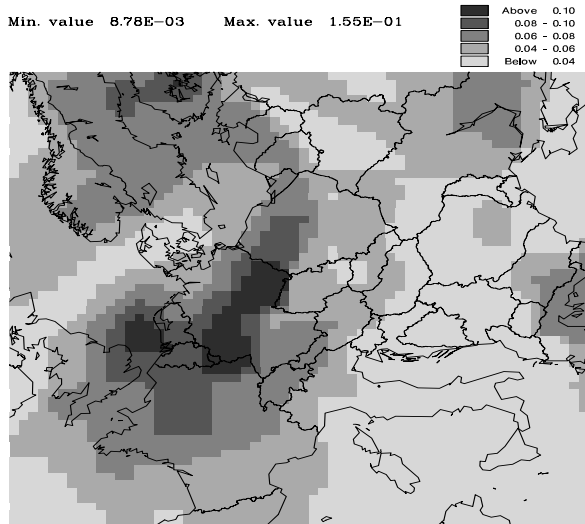 Min. value 8.78E-03 Max. value 1.55E-01
Above 0.10
0.08 - 0.10
0.06 - 0.08
0.04 - 0.06
Below 0.04